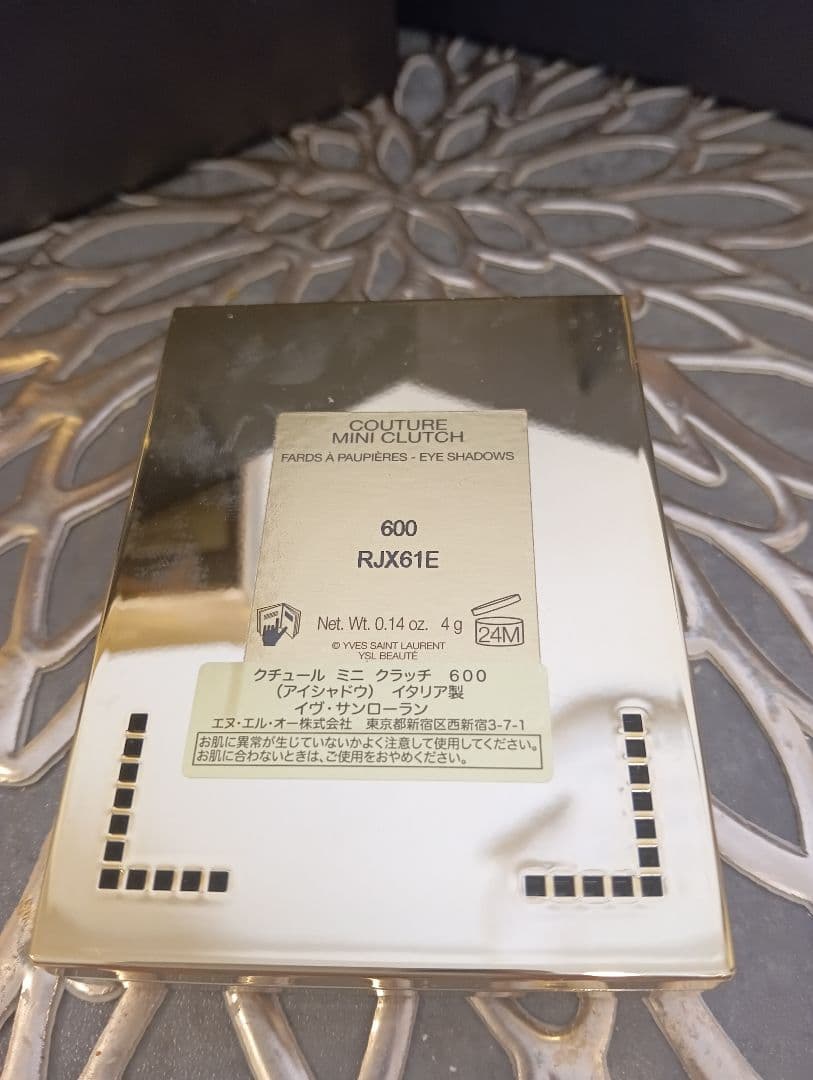 COUTURE
MINI CLUTCH
FARDS À PAUPIÈRES - EYE SHADOWS
600
RJX61E
Net. Wt. 0.14 oz. 4 g
24M
© YVES SAINT LAURENT
YSL BEAUTÉ
クチュール ミニ クラッチ 600
(アイシャドウ) イタリア製
イヴ・サンローラン
エヌ・エル・オー株式会社 東京都新宿区西新宿3-7-1
お肌に異常が生じていないかよく注意して使用してください。
お肌に合わないときは、ご使用をおやめください。